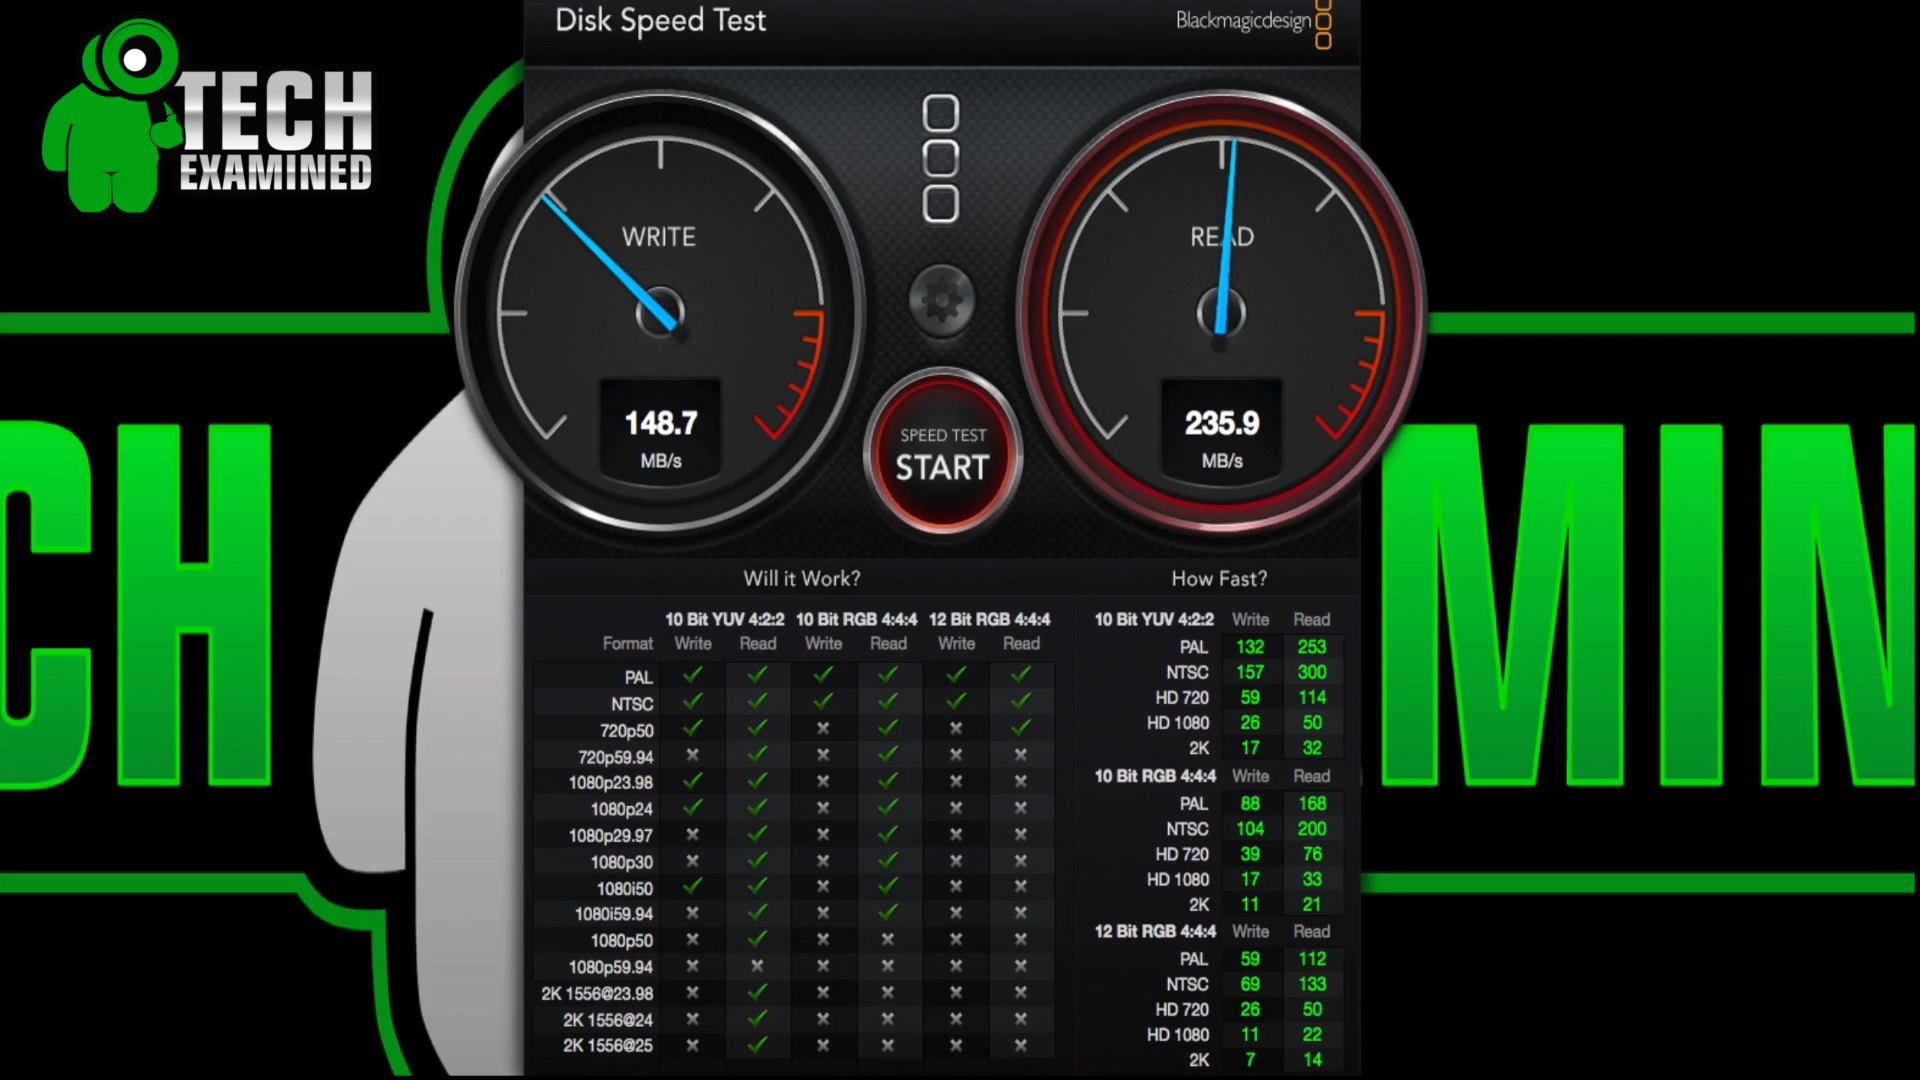 Disk Speed Test
Blackmagicdesign
TECH
EXAMINED
WRITE
READ
148.7
MB/s
SPEED TEST
START
235.9
MB/s
CH
MIN
Will it Work?
10 Bit YUV 4:2:2 10 Bit RGB 4:4:4 12 Bit RGB 4:4:4
Format Write Read Write Read Write Read
PAL
NTSC
720p50
720p59.94
1080p23.98
1080p24
1080p29.97
1080p30
1080i50
1080i59.94
1080p50
1080p59.94
2K 1556@23.98
2K 1556@24
2K 1556@25
How Fast?
10 Bit YUV 4:2:2 Write Read
PAL 132 253
NTSC 157 300
HD 720 59 114
HD 1080 26 50
2K 17 32
10 Bit RGB 4:4:4 Write Read
PAL 88 168
NTSC 104 200
HD 720 39 76
HD 1080 17 33
2K 11 21
12 Bit RGB 4:4:4 Write Read
PAL 59 112
NTSC 69 133
HD 720 26 50
HD 1080 11 22
2K 7 14